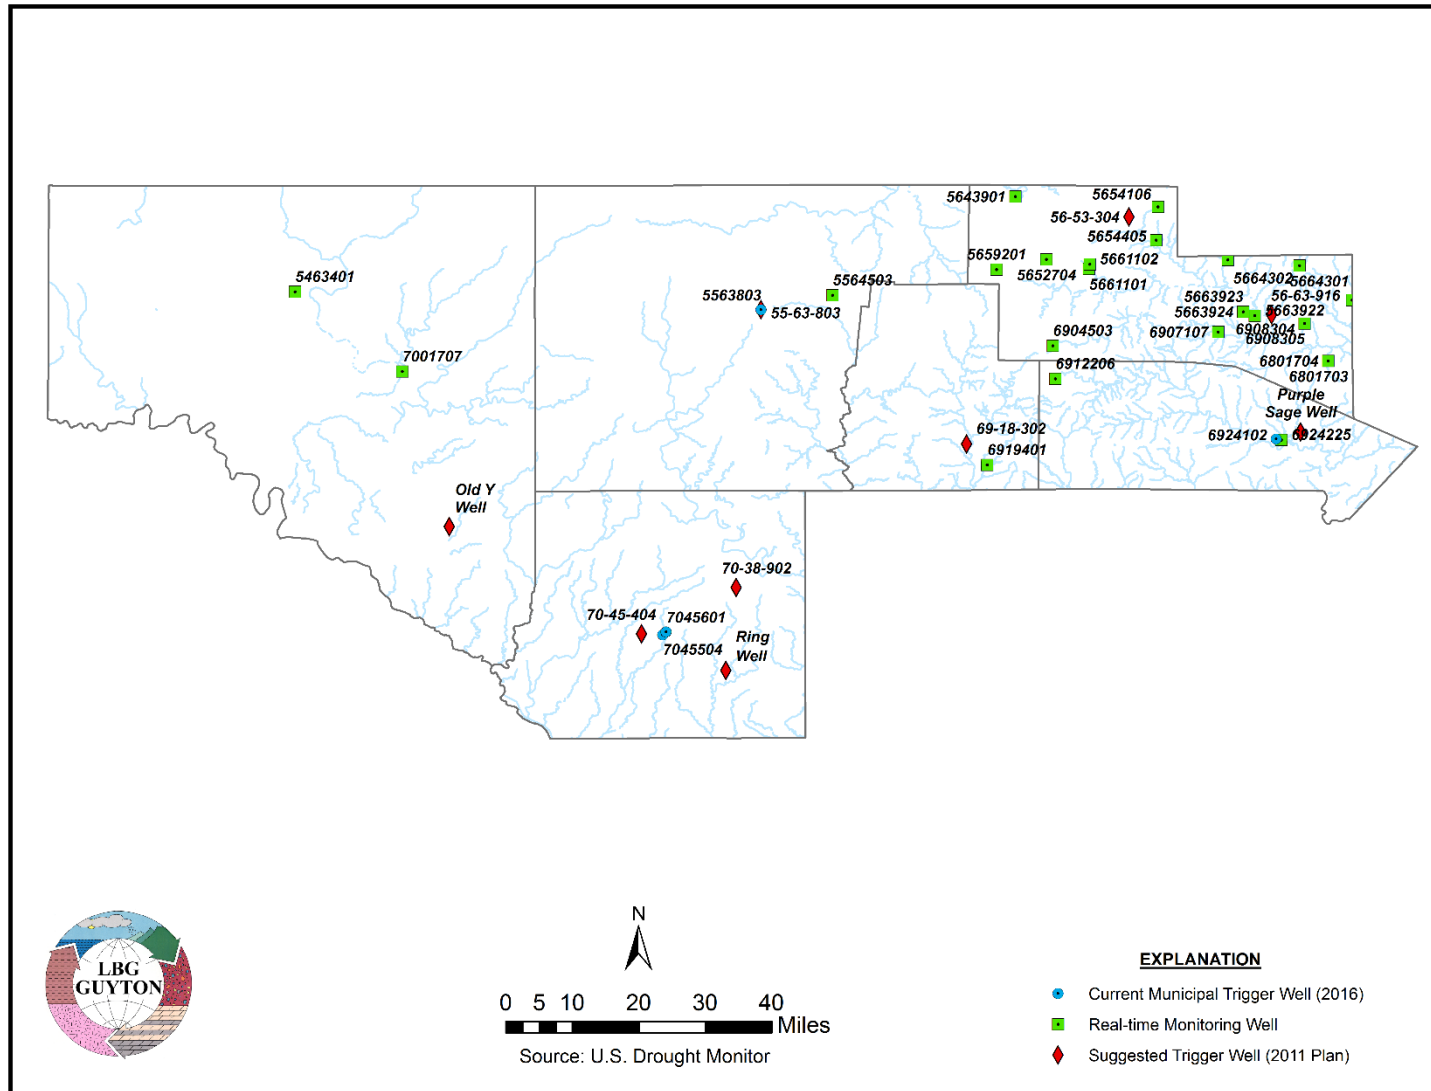 5643901
5654106
56-53-304
5654405
5659201
5661102
5652704
5661101
5664302
5664301
5463401
5564503
5563803
55-63-803
5663923
56-63-916
5663924
5663922
6904503
6907107
6908304
6908305
7001707
6912206
6801704
6801703
Purple
Sage Well
69-18-302
6924102
6924225
6919401
Old Y
Well
70-38-902
70-45-404
7045601
7045504
Ring
Well
LBG
GUYTON
N
0 5 10 20 30 40
Miles
Source: U.S. Drought Monitor
EXPLANATION
Current Municipal Trigger Well (2016)
Real-time Monitoring Well
Suggested Trigger Well (2011 Plan)